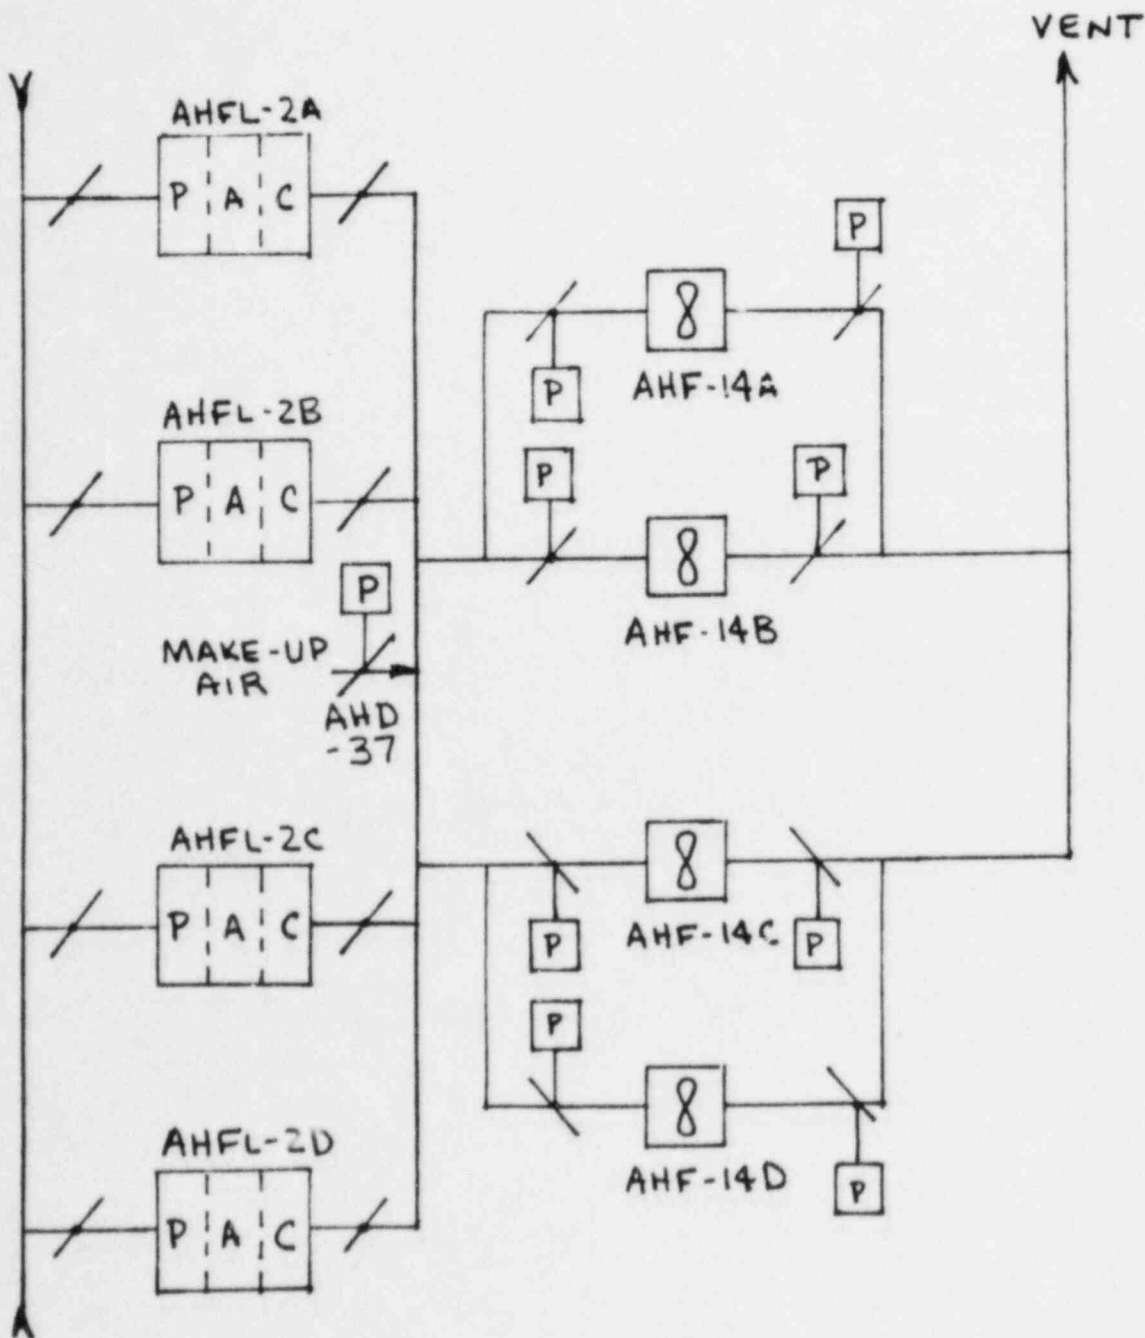 VENT
AHFL-2A
P A C
P
AHF-14A
P
AHFL-2B
P A C
P
P
AHF-14B
P
MAKE-UP
AIR
AHD
-37
AHFL-2C
P A C
AHF-14C
P
P
P
AHFL-2D
P A C
AHF-14D
P